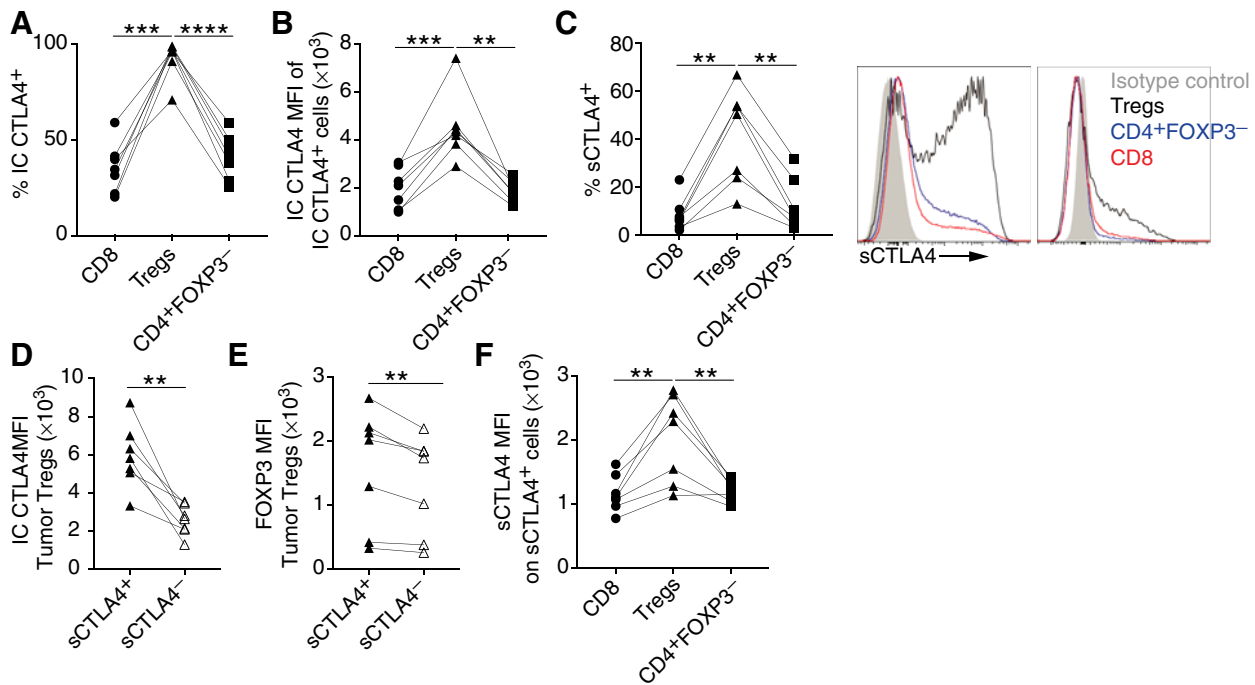 A
% IC CTLA4⁺
100
50
0
*** ****
CD8
Tregs
CD4⁺FOXP3⁻
B
IC CTLA4 MFI of
IC CTLA4⁺ cells (×10³)
8
6
4
2
0
*** **
CD8
Tregs
CD4⁺FOXP3⁻
C
% sCTLA4⁺
80
60
40
20
0
** **
CD8
Tregs
CD4⁺FOXP3⁻
Isotype control
Tregs
CD4⁺FOXP3⁻
CD8
sCTLA4
D
IC CTLA4MFI
Tumor Tregs (×10³)
10
8
6
4
2
0
**
sCTLA4⁺
sCTLA4⁻
E
FOXP3 MFI
Tumor Tregs (×10³)
3
2
1
0
**
sCTLA4⁺
sCTLA4⁻
F
sCTLA4 MFI
on sCTLA4⁺ cells (×10³)
3
2
1
0
** **
CD8
Tregs
CD4⁺FOXP3⁻